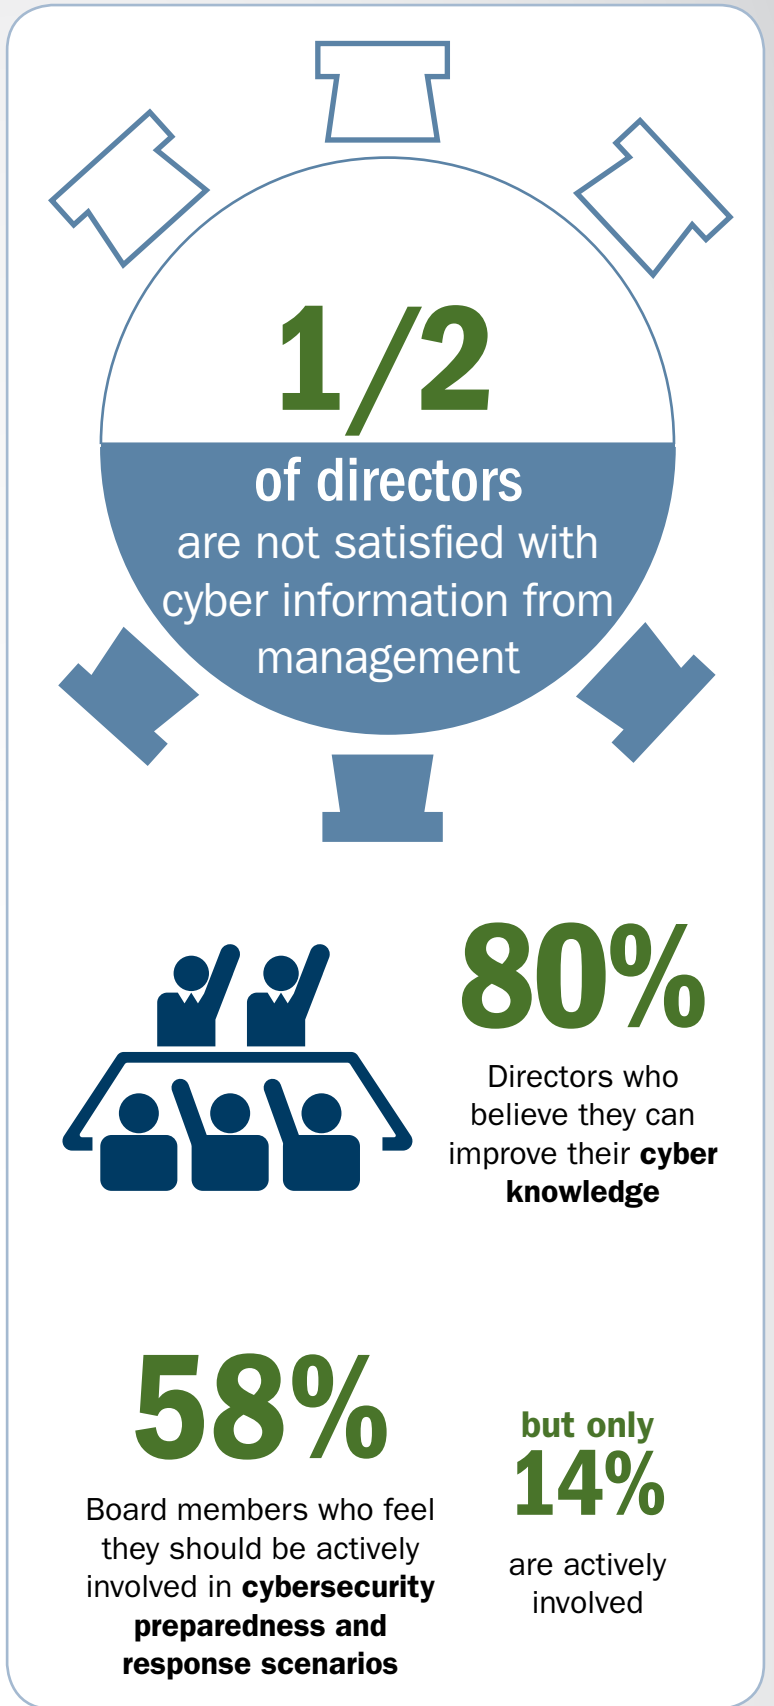 1/2
of directors
are not satisfied with
cyber information from
management
80%
Directors who
believe they can
improve their cyber
knowledge
58%
Board members who feel
they should be actively
involved in cybersecurity
preparedness and
response scenarios
but only
14%
are actively
involved